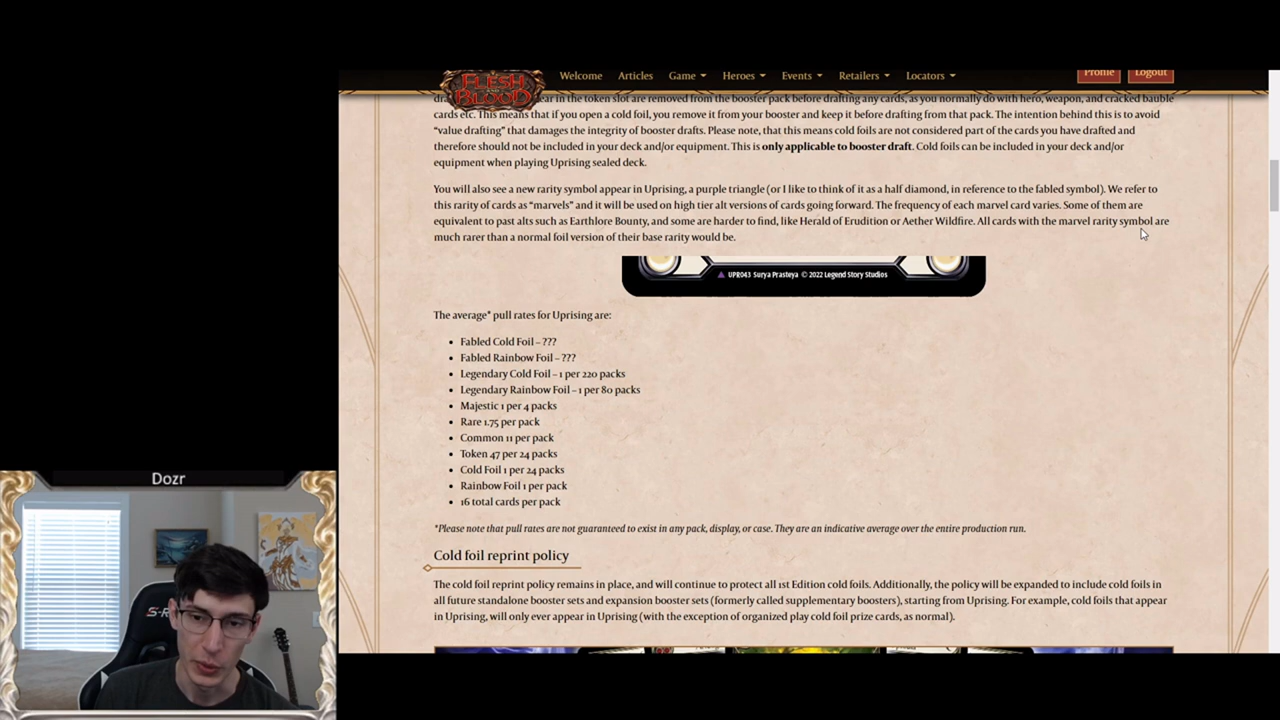 FLESH
AND
BLOOD
Welcome Articles Game Heroes Events Retailers Locators Profile Logout
ear in the token slot are removed from the booster pack before drafting any cards, as you normally do with hero, weapon, and cracked bauble
cards etc. This means that if you open a cold foil, you remove it from your booster and keep it before drafting from that pack. The intention behind this is to avoid
“value drafting” that damages the integrity of booster drafts. Please note, that this means cold foils are not considered part of the cards you have drafted and
therefore should not be included in your deck and/or equipment. This is only applicable to booster draft. Cold foils can be included in your deck and/or
equipment when playing Uprising sealed deck.
You will also see a new rarity symbol appear in Uprising, a purple triangle (or I like to think of it as a half diamond, in reference to the fabled symbol). We refer to
this rarity of cards as “marvels” and it will be used on high tier alt versions of cards going forward. The frequency of each marvel card varies. Some of them are
equivalent to past alts such as Earthlore Bounty, and some are harder to find, like Herald of Erudition or Aether Wildfire. All cards with the marvel rarity symbol are
much rarer than a normal foil version of their base rarity would be.
UPR043 Surya Prasteya © 2022 Legend Story Studios
The average* pull rates for Uprising are:
• Fabled Cold Foil – ???
• Fabled Rainbow Foil – ???
• Legendary Cold Foil – 1 per 220 packs
• Legendary Rainbow Foil – 1 per 80 packs
• Majestic 1 per 4 packs
• Rare 1.75 per pack
• Common 11 per pack
• Token 47 per 24 packs
• Cold Foil 1 per 24 packs
• Rainbow Foil 1 per pack
• 16 total cards per pack
*Please note that pull rates are not guaranteed to exist in any pack, display, or case. They are an indicative average over the entire production run.
Cold foil reprint policy
The cold foil reprint policy remains in place, and will continue to protect all 1st Edition cold foils. Additionally, the policy will be expanded to include cold foils in
all future standalone booster sets and expansion booster sets (formerly called supplementary boosters), starting from Uprising. For example, cold foils that appear
in Uprising, will only ever appear in Uprising (with the exception of organized play cold foil prize cards, as normal).
Dozr